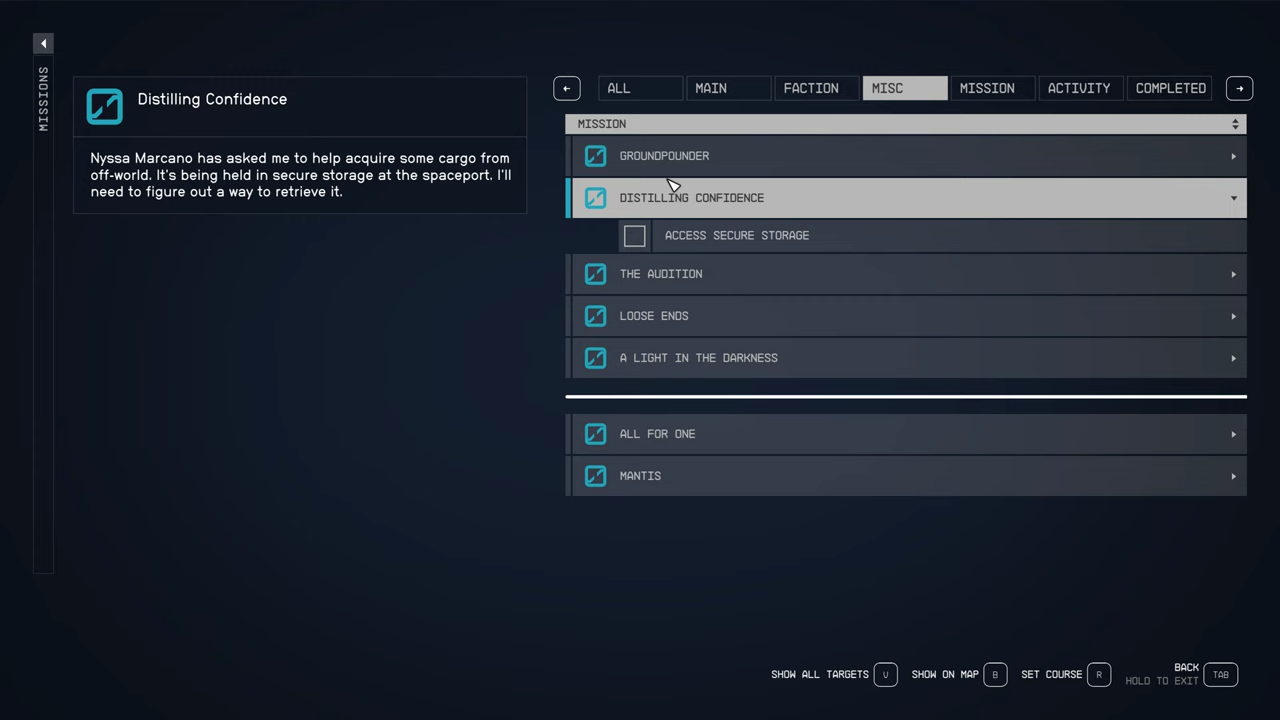 MISSIONS
Distilling Confidence
Nyssa Marcano has asked me to help acquire some cargo from
off-world. It's being held in secure storage at the spaceport. I'll
need to figure out a way to retrieve it.
ALL MAIN FACTION MISC MISSION ACTIVITY COMPLETED
MISSION
GROUNDPOUNDER
DISTILLING CONFIDENCE
ACCESS SECURE STORAGE
THE AUDITION
LOOSE ENDS
A LIGHT IN THE DARKNESS
ALL FOR ONE
MANTIS
SHOW ALL TARGETS V SHOW ON MAP B SET COURSE R BACK TAB
HOLD TO EXIT